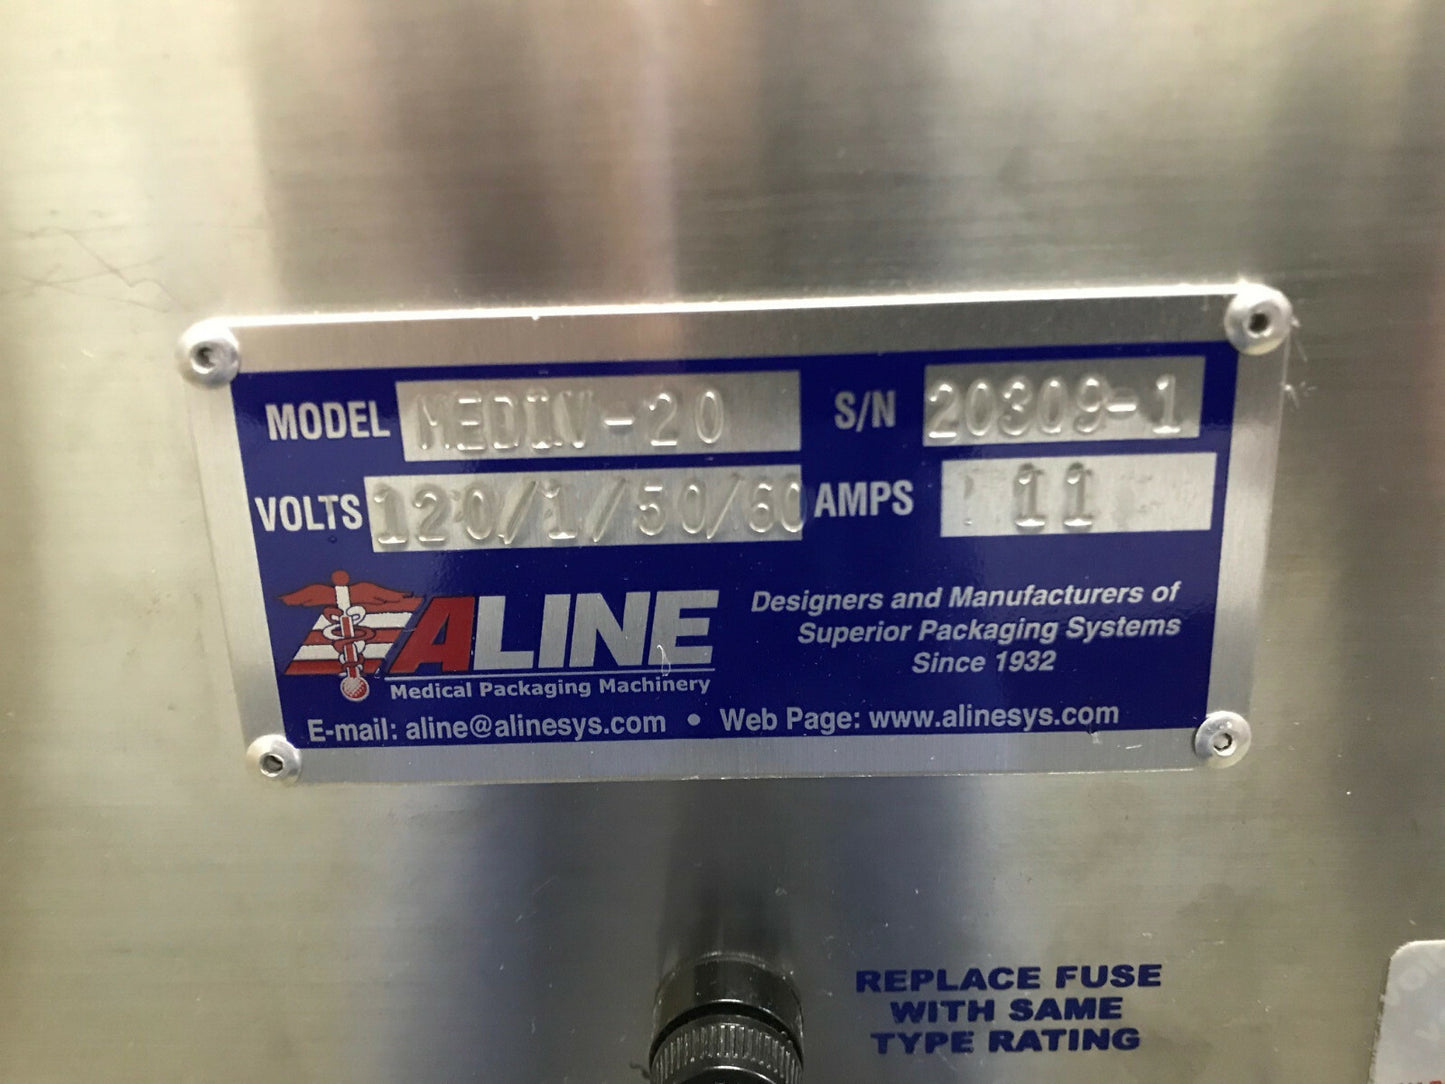 MODEL MEDIV-20 S/N 20309-1
VOLTS 120/1/50/60 AMPS 11
ALINE
Medical Packaging Machinery
Designers and Manufacturers of
Superior Packaging Systems
Since 1932
E-mail: aline@alinesys.com • Web Page: www.alinesys.com
REPLACE FUSE
WITH SAME
TYPE RATING